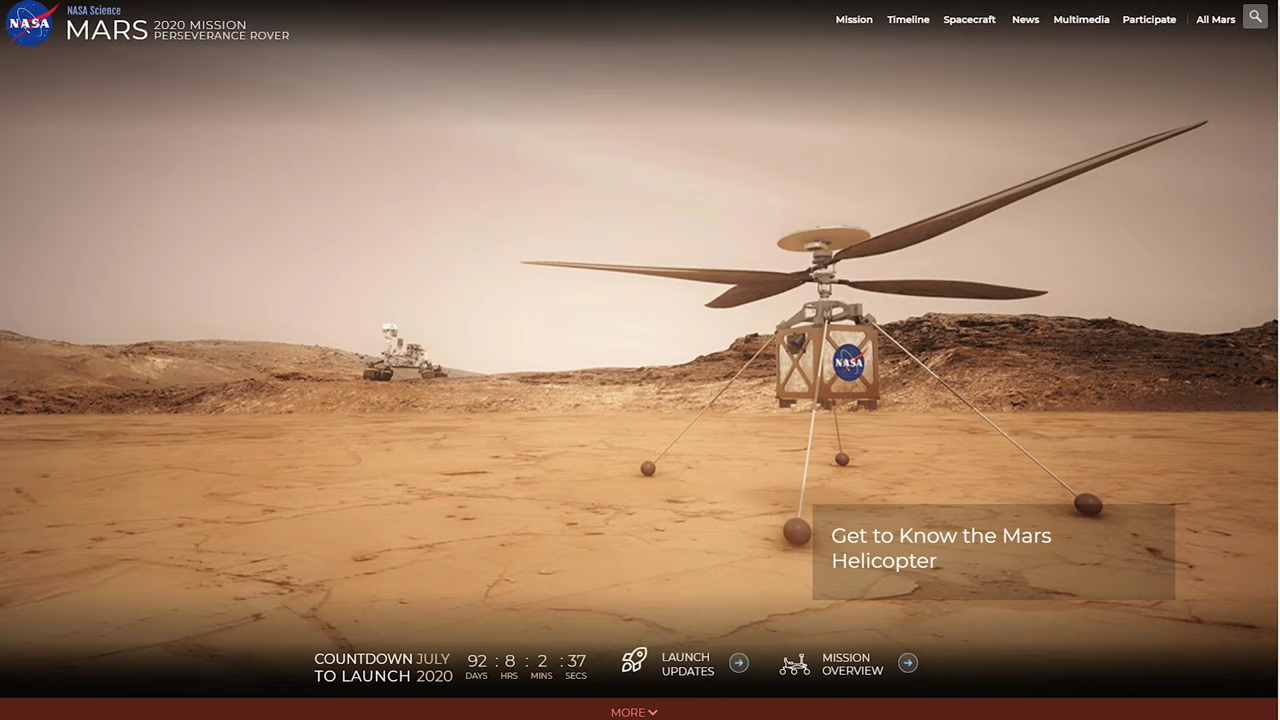 NASA
NASA Science
MARS
2020 MISSION
PERSEVERANCE ROVER
Mission
Timeline
Spacecraft
News
Multimedia
Participate
All Mars
NASA
Get to Know the Mars
Helicopter
COUNTDOWN JULY
TO LAUNCH 2020
92 : 8 : 2 : 37
DAYS HRS MINS SECS
LAUNCH
UPDATES
MISSION
OVERVIEW
MORE